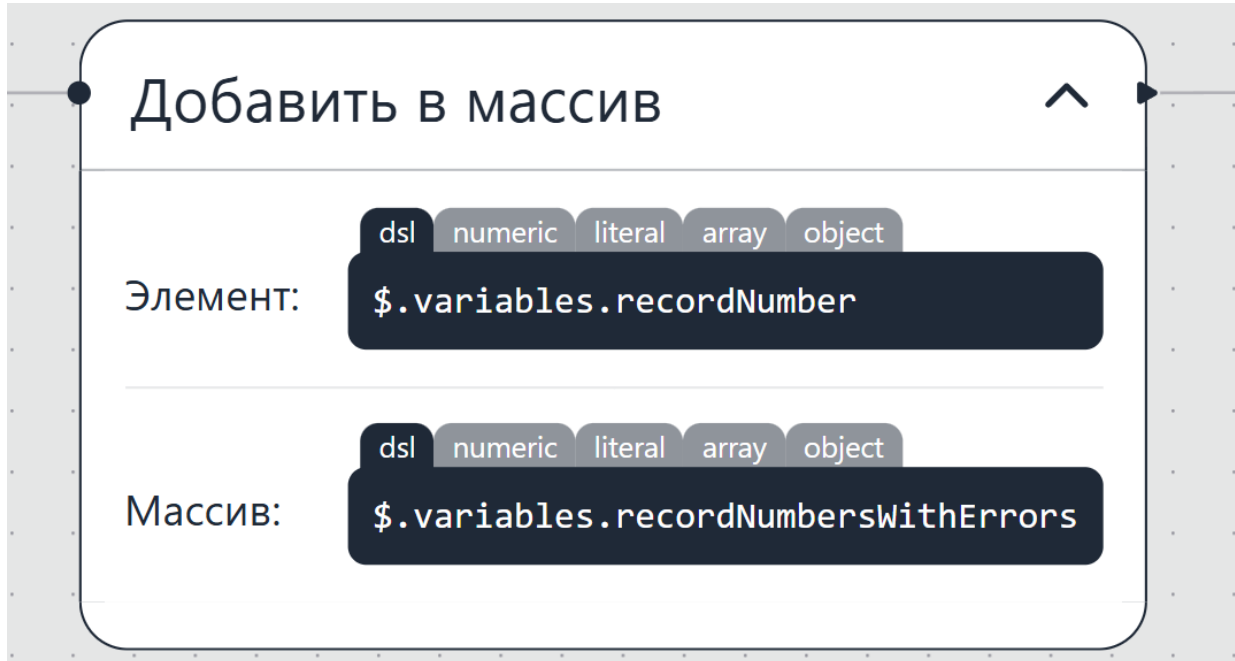 Добавить в массив
dsl numeric literal array object
Элемент: $.variables.recordNumber
dsl numeric literal array object
Массив: $.variables.recordNumbersWithErrors